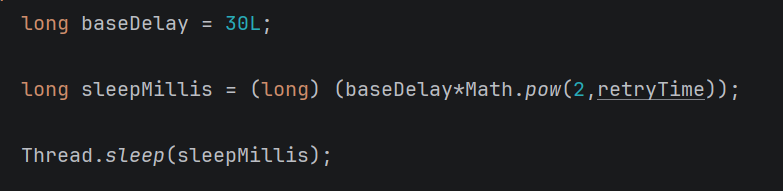 long baseDelay = 30L;
long sleepMillis = (long) (baseDelay*Math.pow(2,retryTime));
Thread.sleep(sleepMillis);